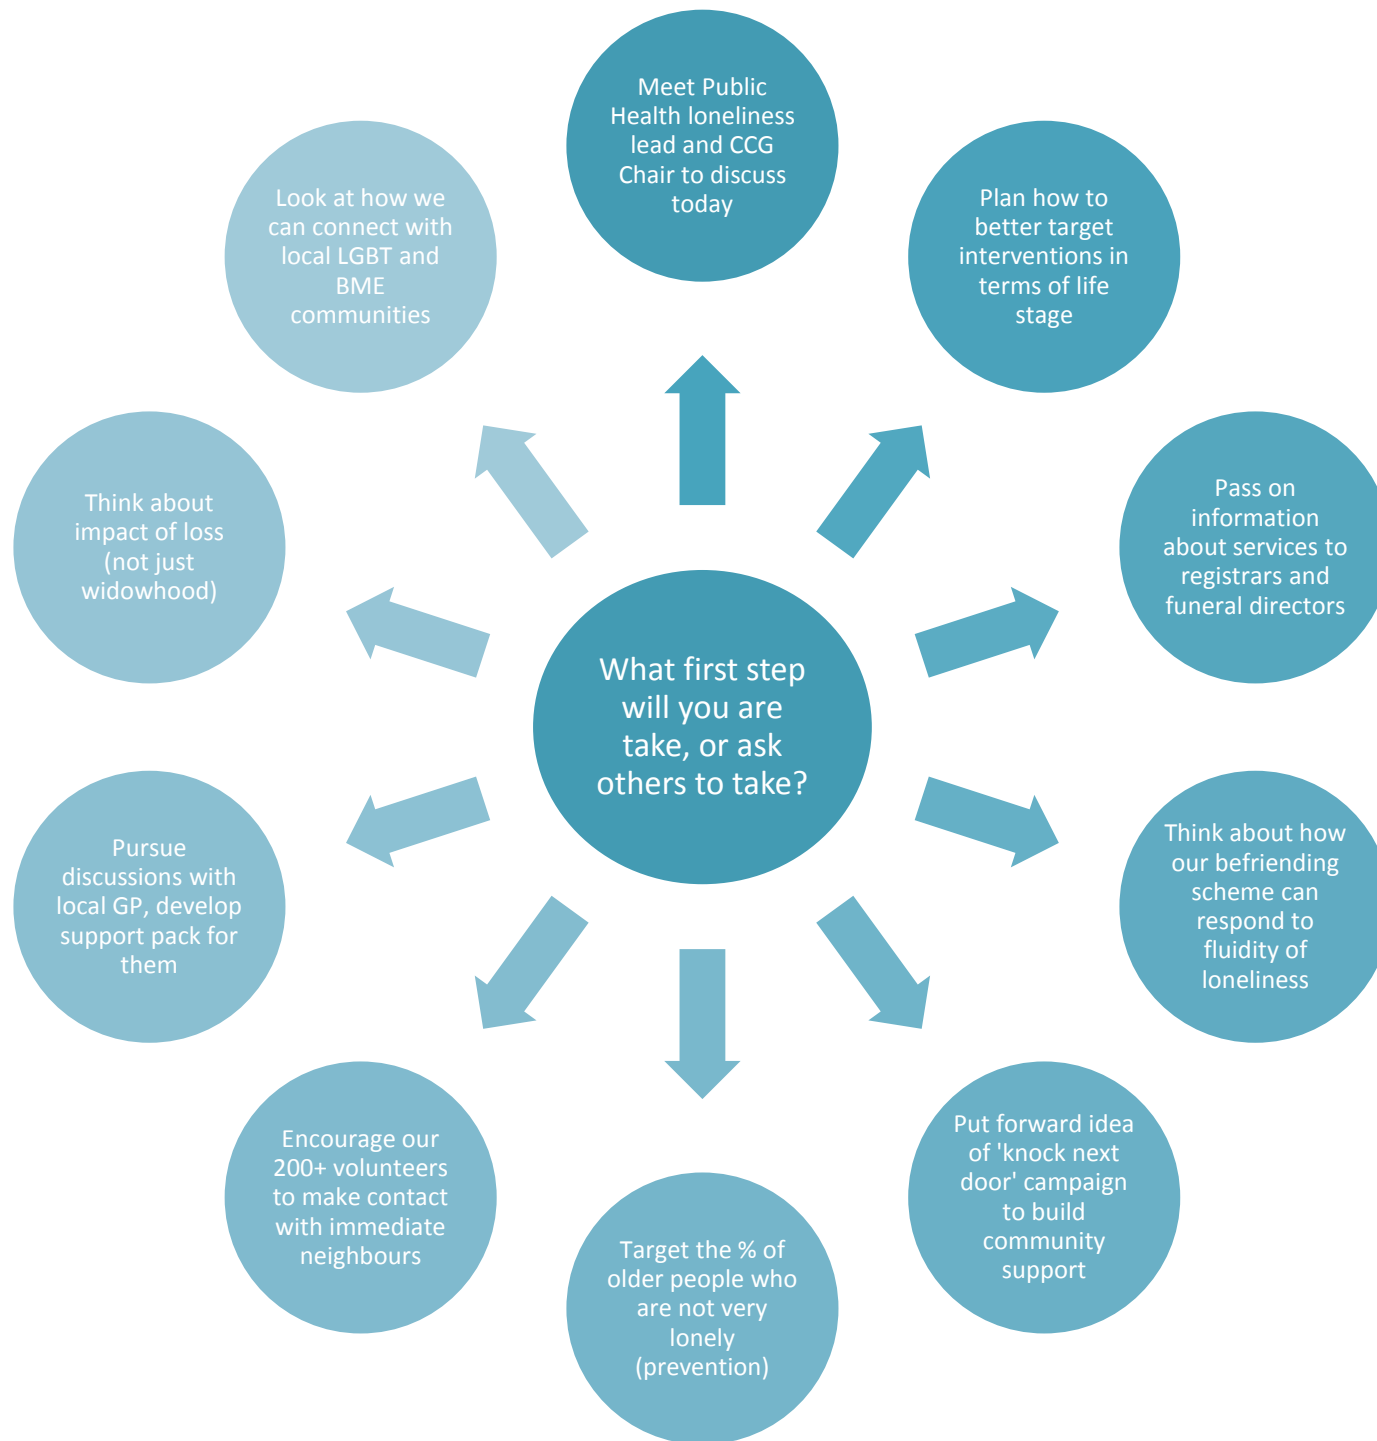 Meet Public
Health loneliness
lead and CCG
Chair to discuss
today
Plan how to
better target
interventions in
terms of life
stage
Pass on
information
about services to
registrars and
funeral directors
Think about how
our befriending
scheme can
respond to
fluidity of
loneliness
Put forward idea
of 'knock next
door' campaign
to build
community
support
Target the % of
older people who
are not very
lonely
(prevention)
Encourage our
200+ volunteers
to make contact
with immediate
neighbours
Pursue
discussions with
local GP, develop
support pack for
them
Think about
impact of loss
(not just
widowhood)
Look at how we
can connect with
local LGBT and
BME
communities
What first step
will you are
take, or ask
others to take?